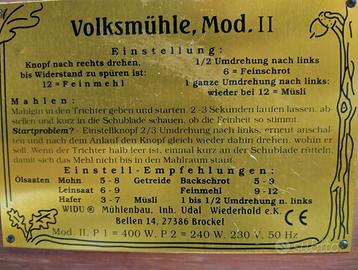 Volksmühle, Mod. II
Einstellung:
Knopf nach rechts drehen, 1/2 Umdrehung nach links
bis Widerstand zu spüren ist: 6 = Feinschrot
12 = Feinmehl 1 ganze Umdrehung nach links:
wieder bei 12 = Müsli
Mahlen:
Mahlgut in den Trichter geben und starten, 2-3 Sekunden laufen lassen, ab-
stellen und kurz in die Schublade schauen, ob die Feinheit so stimmt.
Startproblem? - Einstellknopf 2/3 Umdrehung nach links, erneut anschal-
ten und nach dem Anlauf den Knopf gleich wieder dahin drehen, wohin er
soll. Wenn der Trichter halb leer ist: einmal kurz an der Schublade rütteln,
damit sich das Mehl nicht bis in den Mahlraum staut.
Einstell-Empfehlungen:
Ölsaaten Mohn 5-8 Getreide Backschrot 5-9
Leinsaat 6-9 Feinmehl 9-12
Hafer 3-7 Müsli 1 bis 1/2 Umdrehung n. links
WIDU ® Mühlenbau, Inh. Udal Wiederhold e.K.
Bellen 14, 27386 Brockel CE
Mod. II, P 1 = 400 W, P 2 = 240 W, 230 V, 50 Hz
subito